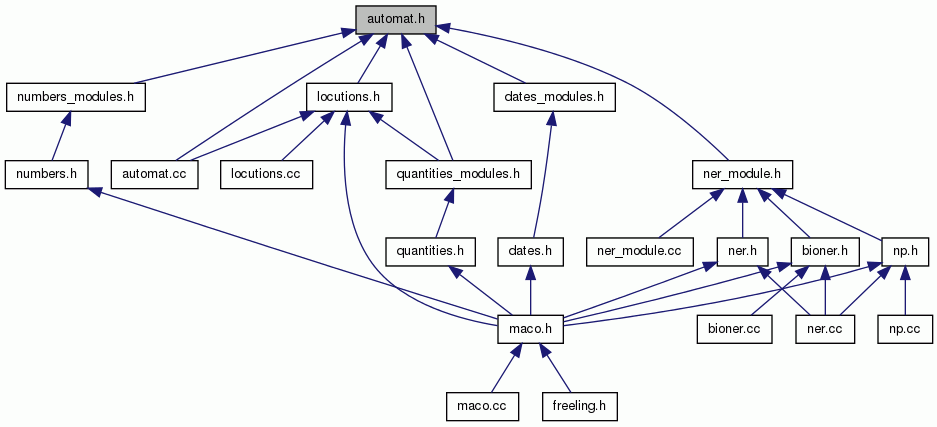 automat.h
numbers_modules.h
locutions.h
dates_modules.h
numbers.h
automat.cc
locutions.cc
quantities_modules.h
ner_module.h
quantities.h
dates.h
ner_module.cc
ner.h
bioner.h
np.h
maco.h
bioner.cc
ner.cc
np.cc
maco.cc
freeling.h